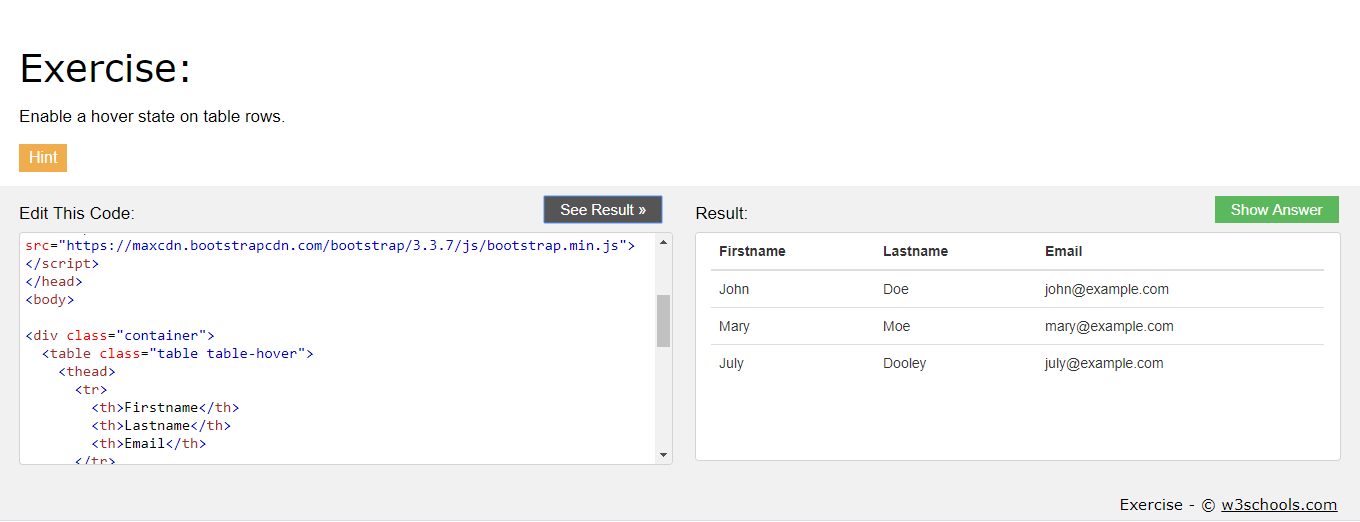 Exercise:
Enable a hover state on table rows.
Hint
Edit This Code:
See Result »
src="https://maxcdn.bootstrapcdn.com/bootstrap/3.3.7/js/bootstrap.min.js">
</script>
</head>
<body>
<div class="container">
<table class="table table-hover">
<thead>
<tr>
<th>Firstname</th>
<th>Lastname</th>
<th>Email</th>
</tr>
Result:
Show Answer
Firstname Lastname Email
John Doe john@example.com
Mary Moe mary@example.com
July Dooley july@example.com
Exercise - © w3schools.com